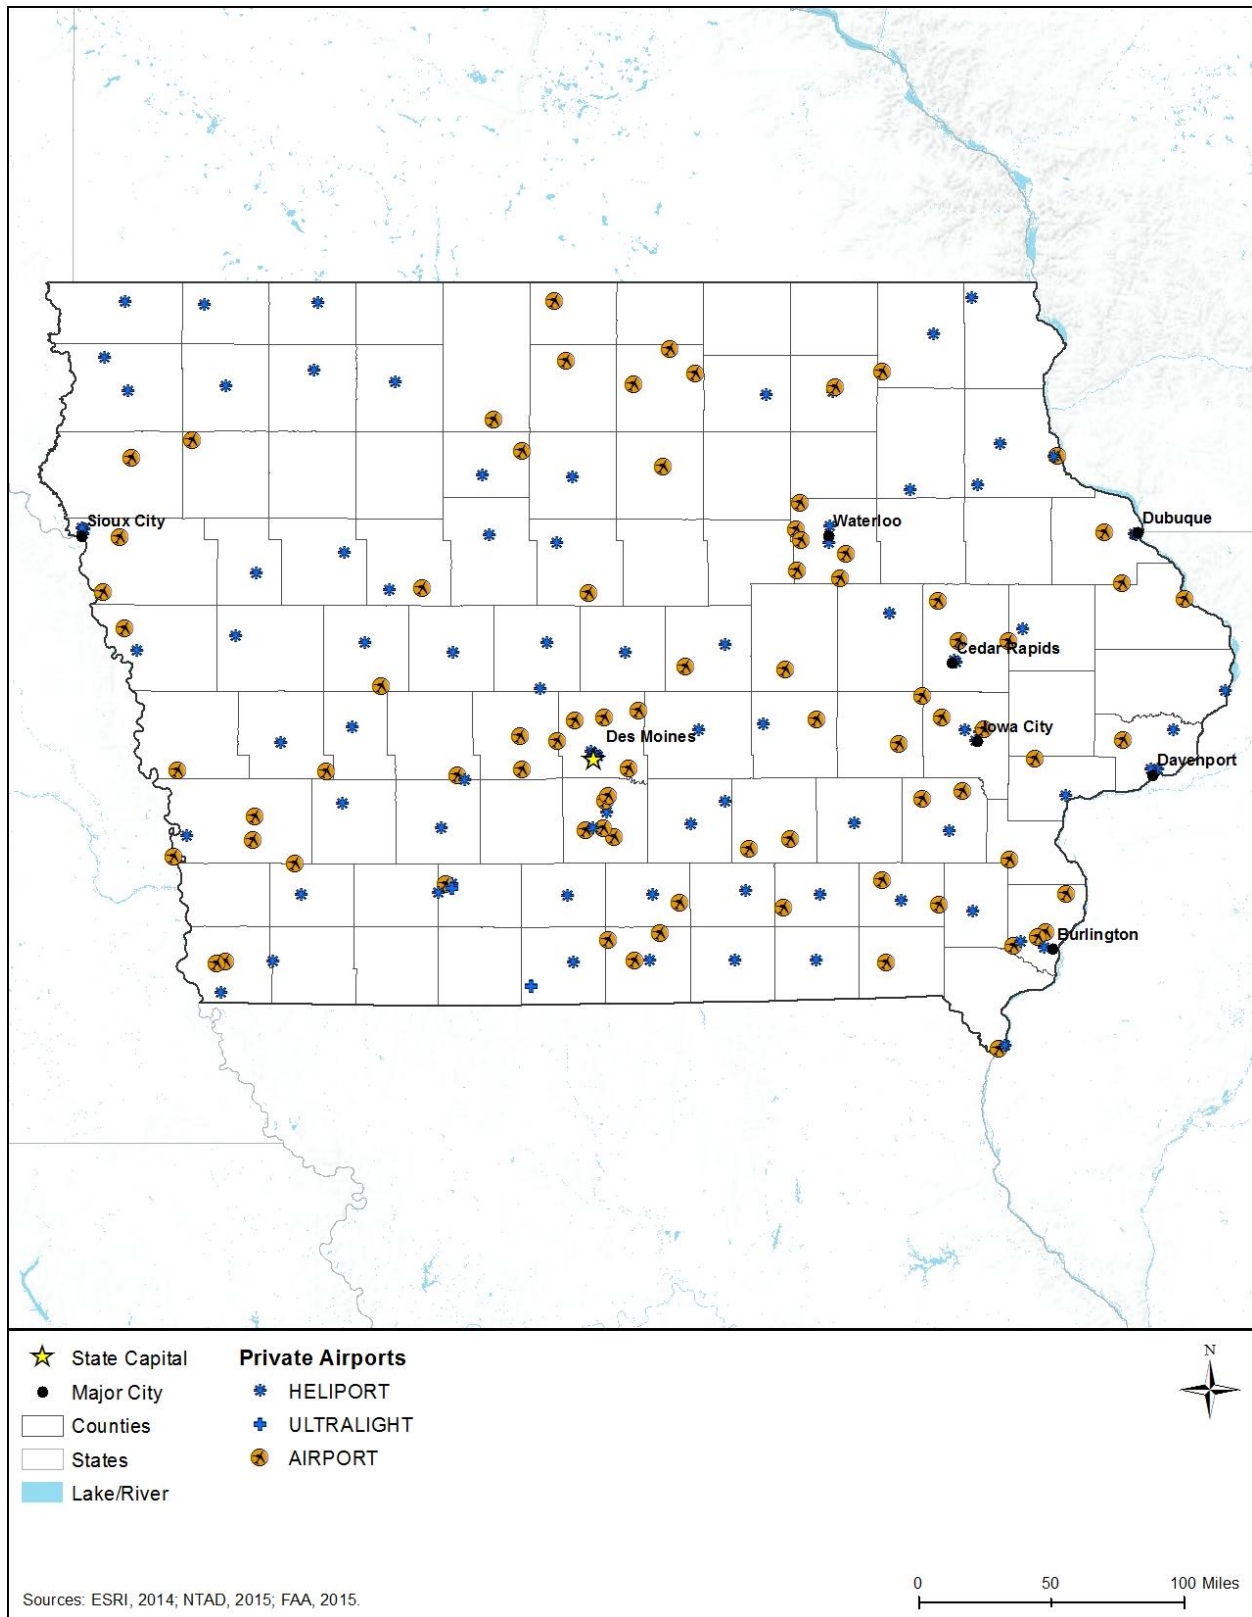 Sioux City
Waterloo
Dubuque
Cedar Rapids
Iowa City
Des Moines
Davenport
Burlington
State Capital
Major City
Counties
States
Lake/River
Private Airports
HELIPORT
ULTRALIGHT
AIRPORT
N
Sources: ESRI, 2014; NTAD, 2015; FAA, 2015.
0 50 100 Miles